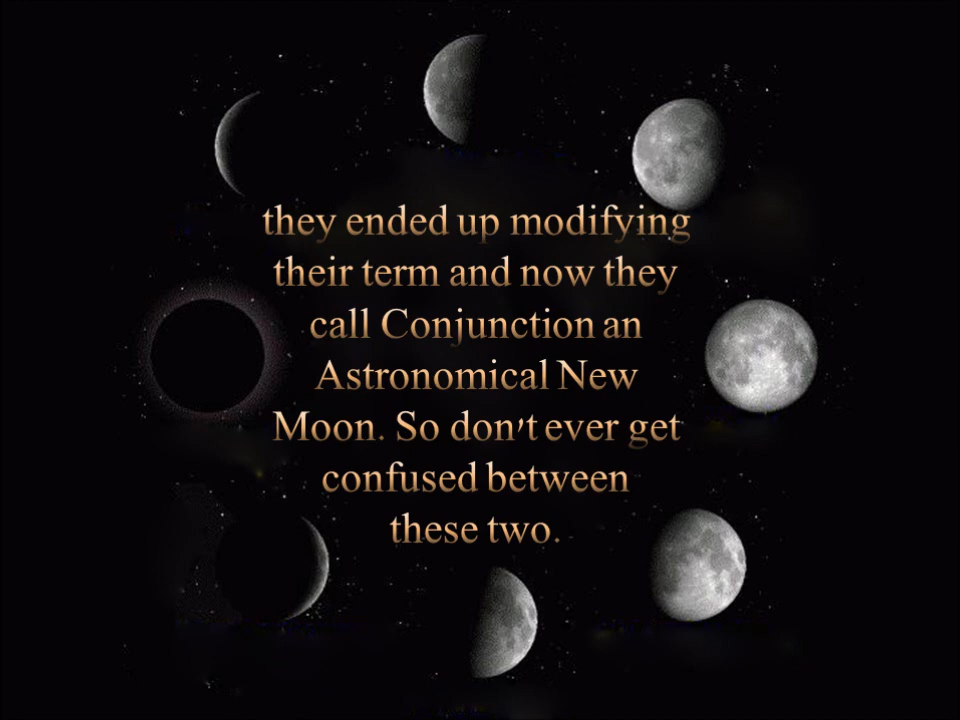 they ended up modifying
their term and now they
call Conjunction an
Astronomical New
Moon. So don't ever get
confused between
these two.